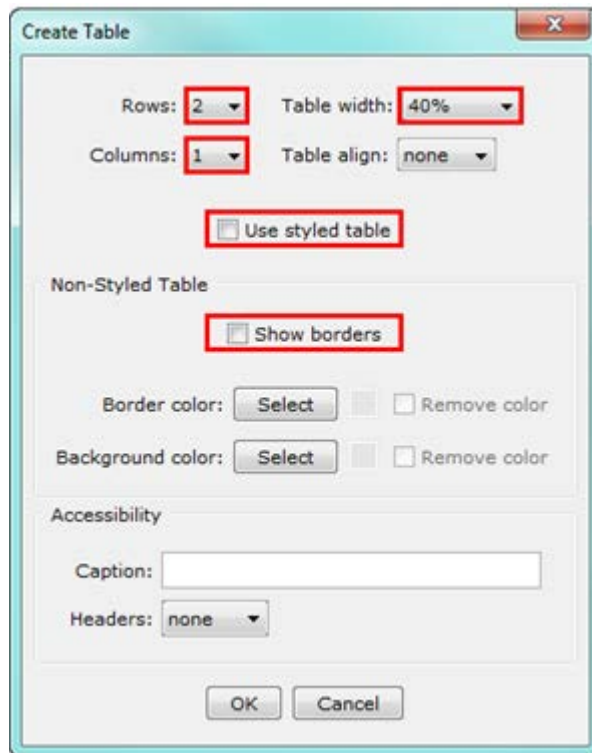 Create Table
Rows: 2 Table width: 40%
Columns: 1 Table align: none
Use styled table
Non-Styled Table
Show borders
Border color: Select Remove color
Background color: Select Remove color
Accessibility
Caption:
Headers: none
OK Cancel